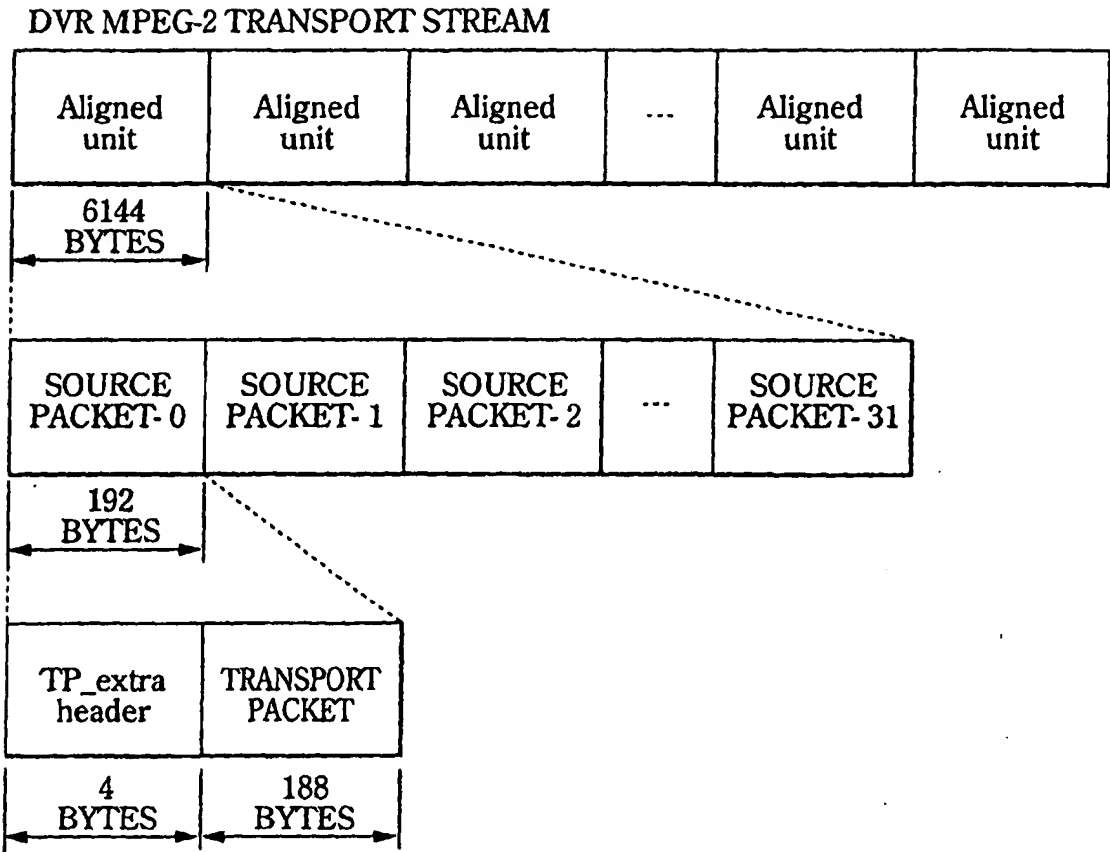 DVR MPEG-2 TRANSPORT STREAM
Aligned unit
Aligned unit
Aligned unit
...
Aligned unit
Aligned unit
6144 BYTES
SOURCE PACKET- 0
SOURCE PACKET- 1
SOURCE PACKET- 2
...
SOURCE PACKET- 31
192 BYTES
TP_extra header
TRANSPORT PACKET
4 BYTES
188 BYTES